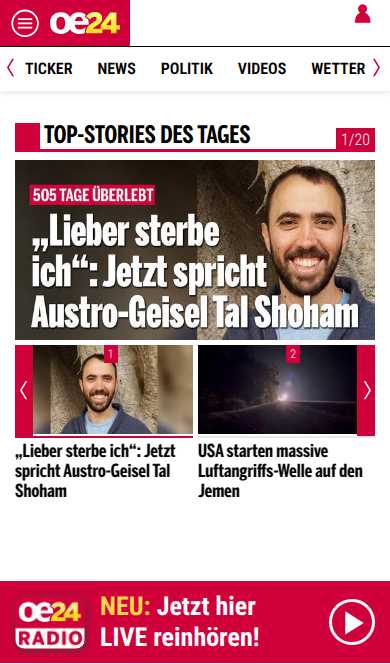 oe24
TICKER NEWS POLITIK VIDEOS WETTER
TOP-STORIES DES TAGES
1/20
505 TAGE ÜBERLEBT
„Lieber sterbe
ich“: Jetzt spricht
Austro-Geisel Tal Shoham
1
„Lieber sterbe ich“: Jetzt
spricht Austro-Geisel Tal
Shoham
2
USA starten massive
Luftangriffs-Welle auf den
Jemen
oe24
RADIO
NEU: Jetzt hier
LIVE reinhören!